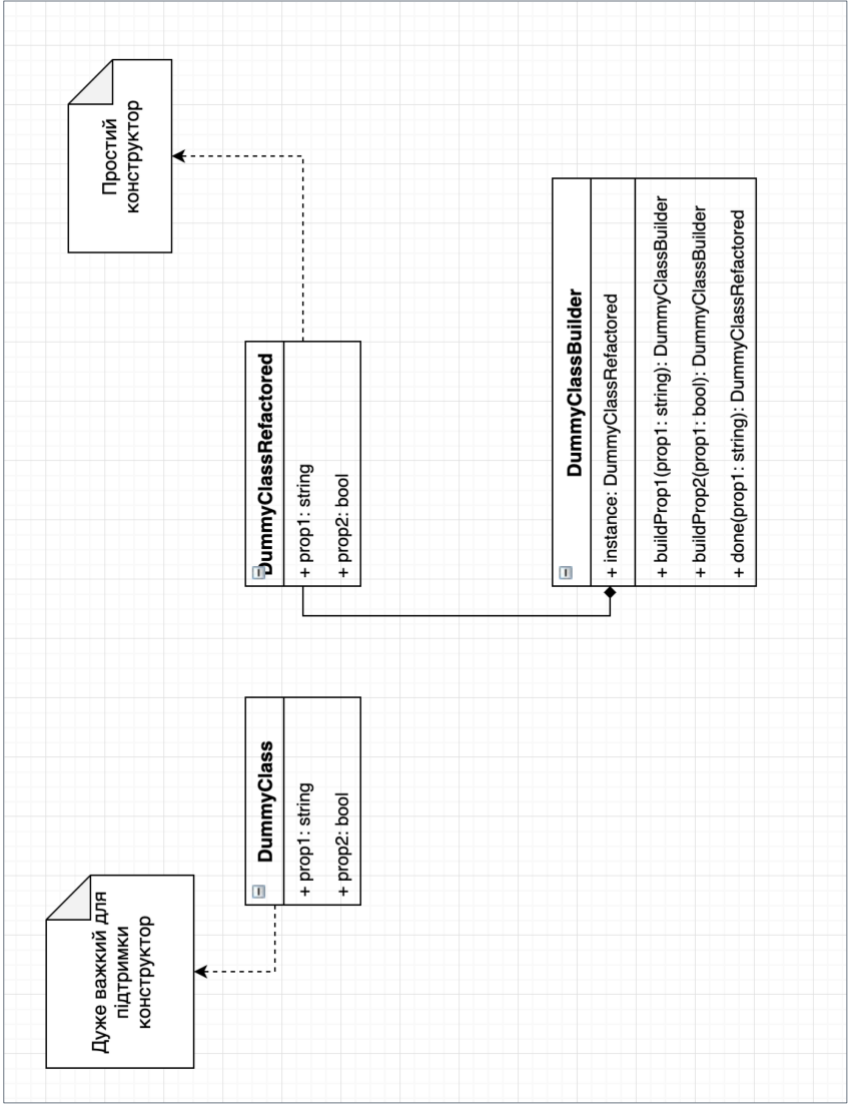 Дуже важкий для
підтримки
конструктор
Простий
конструктор
DummyClass
+ prop1: string
+ prop2: bool
DummyClassRefactored
+ prop1: string
+ prop2: bool
DummyClassBuilder
+ instance: DummyClassRefactored
+ buildProp1(prop1: string): DummyClassBuilder
+ buildProp2(prop1: bool): DummyClassBuilder
+ done(prop1: string): DummyClassRefactored